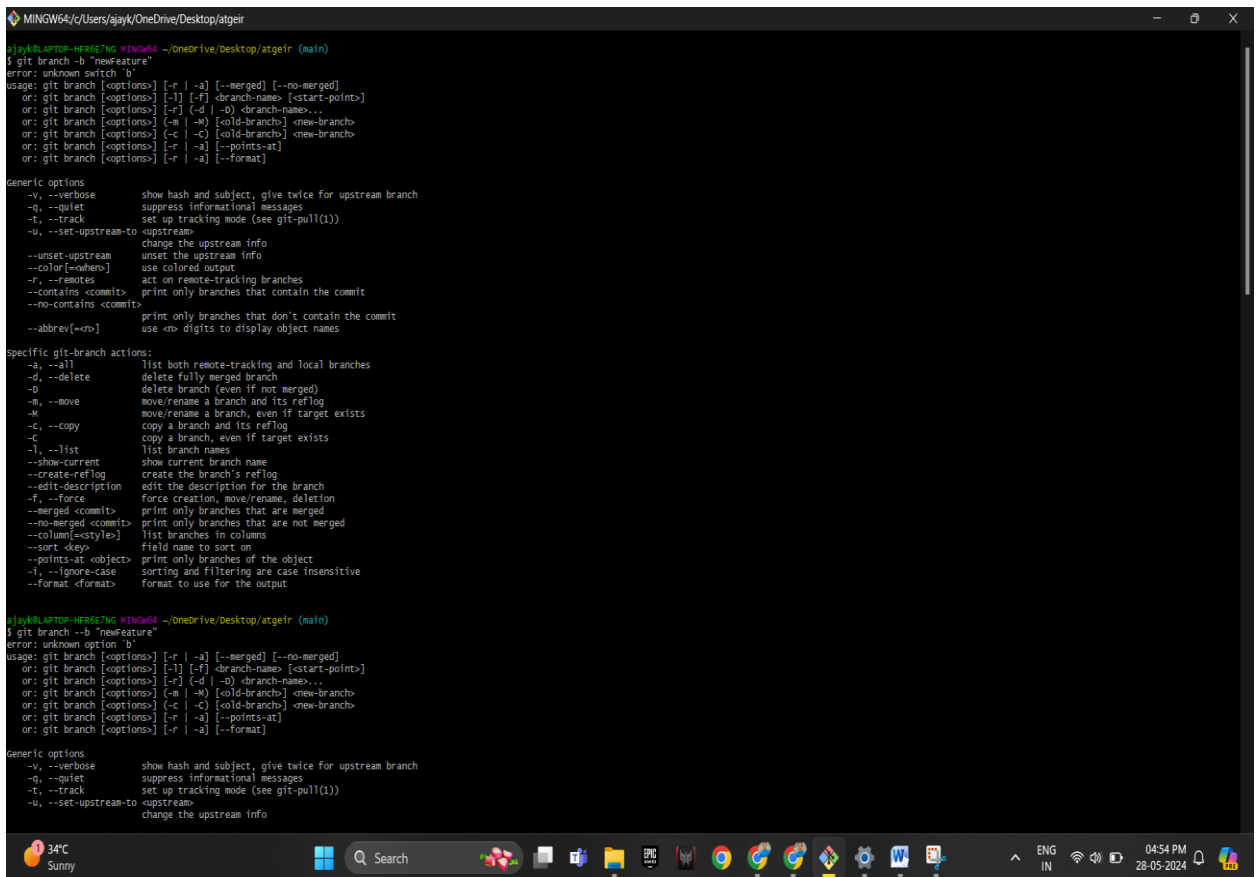 MINGW64:/c/Users/ajayk/OneDrive/Desktop/atgeir
ajayk@LAPTOP-HFR6E7NG MINGW64 ~/OneDrive/Desktop/atgeir (main)
$ git branch -b "newFeature"
error: unknown switch `b'
usage: git branch [<options>] [-r | -a] [--merged] [--no-merged]
or: git branch [<options>] [-l] [-f] <branch-name> [<start-point>]
or: git branch [<options>] [-r] (-d | -D) <branch-name>...
or: git branch [<options>] (-m | -M) [<old-branch>] <new-branch>
or: git branch [<options>] (-c | -C) [<old-branch>] <new-branch>
or: git branch [<options>] [-r | -a] [--points-at]
or: git branch [<options>] [-r | -a] [--format]
Generic options
-v, --verbose show hash and subject, give twice for upstream branch
-q, --quiet suppress informational messages
-t, --track set up tracking mode (see git-pull(1))
-u, --set-upstream-to <upstream>
change the upstream info
--unset-upstream unset the upstream info
--color[=<when>] use colored output
-r, --remotes act on remote-tracking branches
--contains <commit> print only branches that contain the commit
--no-contains <commit>
print only branches that don't contain the commit
--abbrev[=<n>] use <n> digits to display object names
Specific git-branch actions:
-a, --all list both remote-tracking and local branches
-d, --delete delete fully merged branch
-D delete branch (even if not merged)
-m, --move move/rename a branch and its reflog
-M move/rename a branch, even if target exists
-c, --copy copy a branch and its reflog
-C copy a branch, even if target exists
-l, --list list branch names
--show-current show current branch name
--create-reflog create the branch's reflog
--edit-description edit the description for the branch
-f, --force force creation, move/rename, deletion
--merged <commit> print only branches that are merged
--no-merged <commit> print only branches that are not merged
--column[=<style>] list branches in columns
--sort <key> field name to sort on
--points-at <object> print only branches of the object
-i, --ignore-case sorting and filtering are case insensitive
--format <format> format to use for the output
ajayk@LAPTOP-HFR6E7NG MINGW64 ~/OneDrive/Desktop/atgeir (main)
$ git branch --b "newFeature"
error: unknown option `b'
usage: git branch [<options>] [-r | -a] [--merged] [--no-merged]
or: git branch [<options>] [-l] [-f] <branch-name> [<start-point>]
or: git branch [<options>] [-r] (-d | -D) <branch-name>...
or: git branch [<options>] (-m | -M) [<old-branch>] <new-branch>
or: git branch [<options>] (-c | -C) [<old-branch>] <new-branch>
or: git branch [<options>] [-r | -a] [--points-at]
or: git branch [<options>] [-r | -a] [--format]
Generic options
-v, --verbose show hash and subject, give twice for upstream branch
-q, --quiet suppress informational messages
-t, --track set up tracking mode (see git-pull(1))
-u, --set-upstream-to <upstream>
change the upstream info
1
34°C
Sunny
Search
EPIC
GAMES
W
ENG
IN
04:54 PM
28-05-2024
PRE